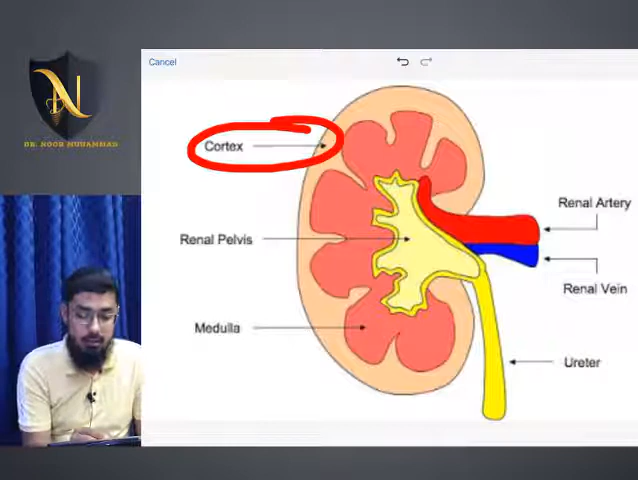 Cancel
DR. NOOR MUHAMMAD
Cortex
Renal Artery
Renal Pelvis
Renal Vein
Medulla
Ureter